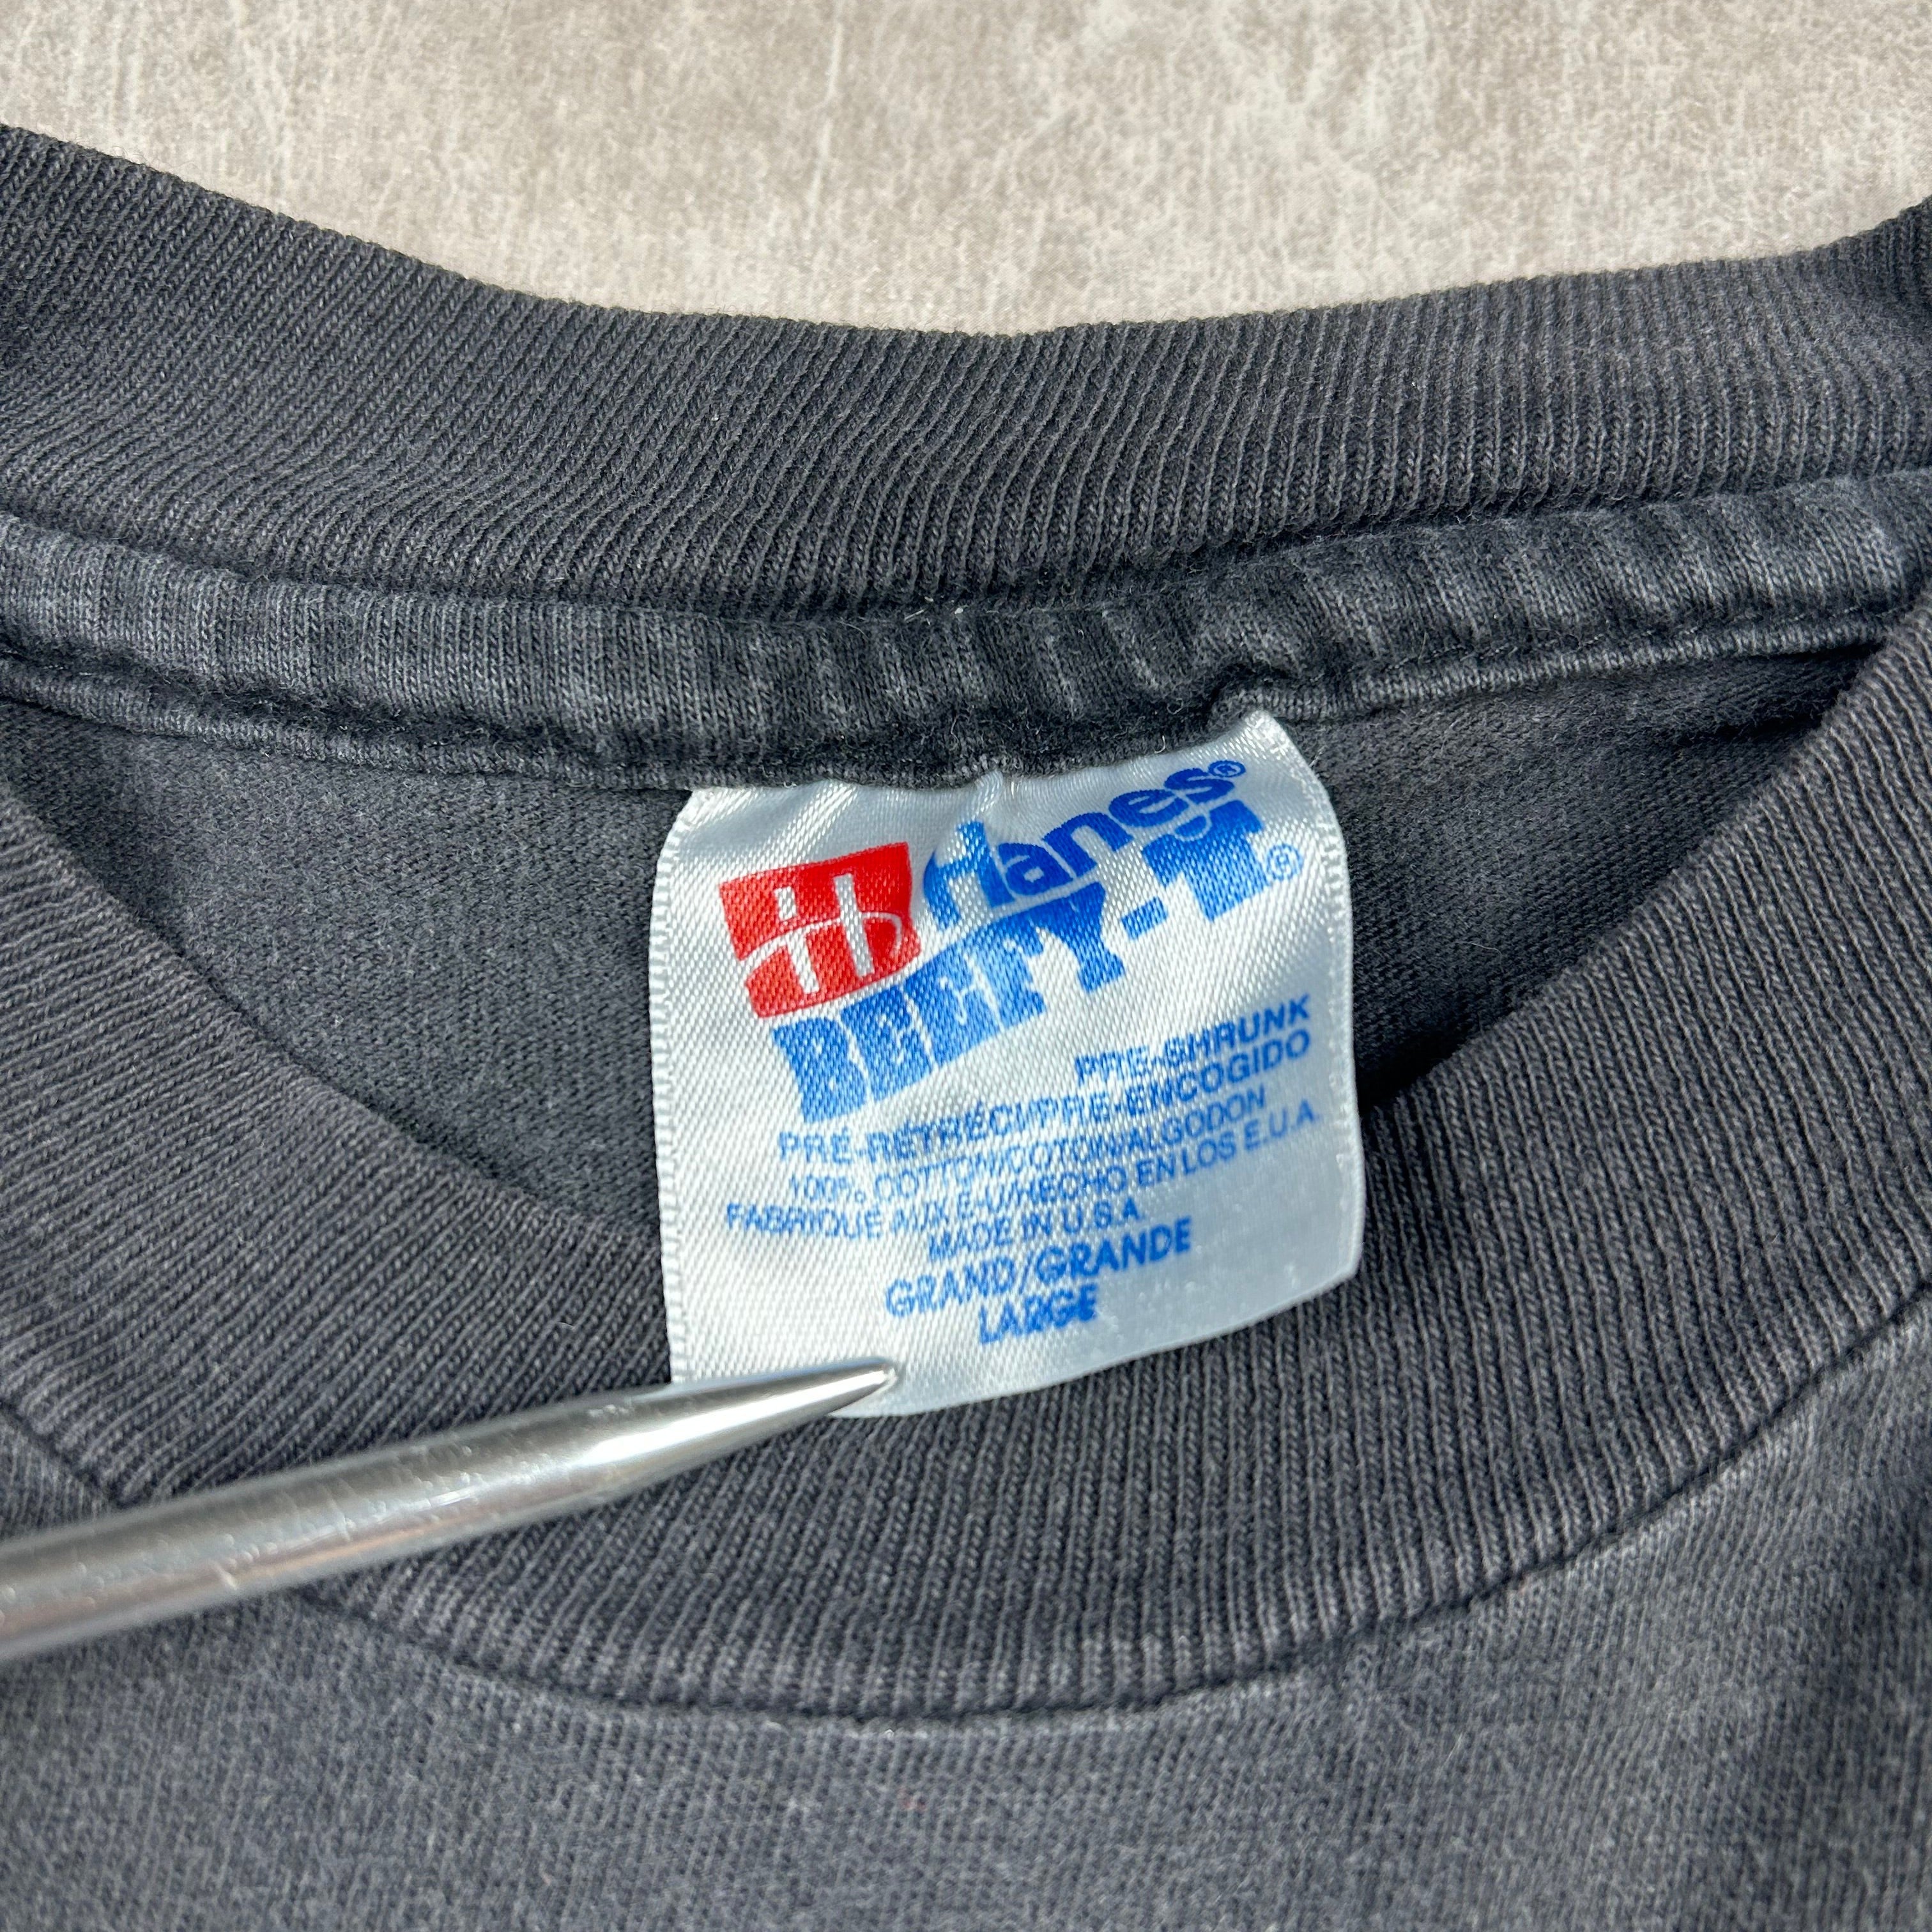 Hanes®
BEEFY-T®
PRE-SHRUNK
PRÉ-RÉTRÉCI/PRE-ENCOGIDO
100% COTTON/COTON/ALGODON
FABRIQUÉ AUX É-U/HECHO EN LOS E.U.A.
MADE IN U.S.A.
GRAND/GRANDE
LARGE